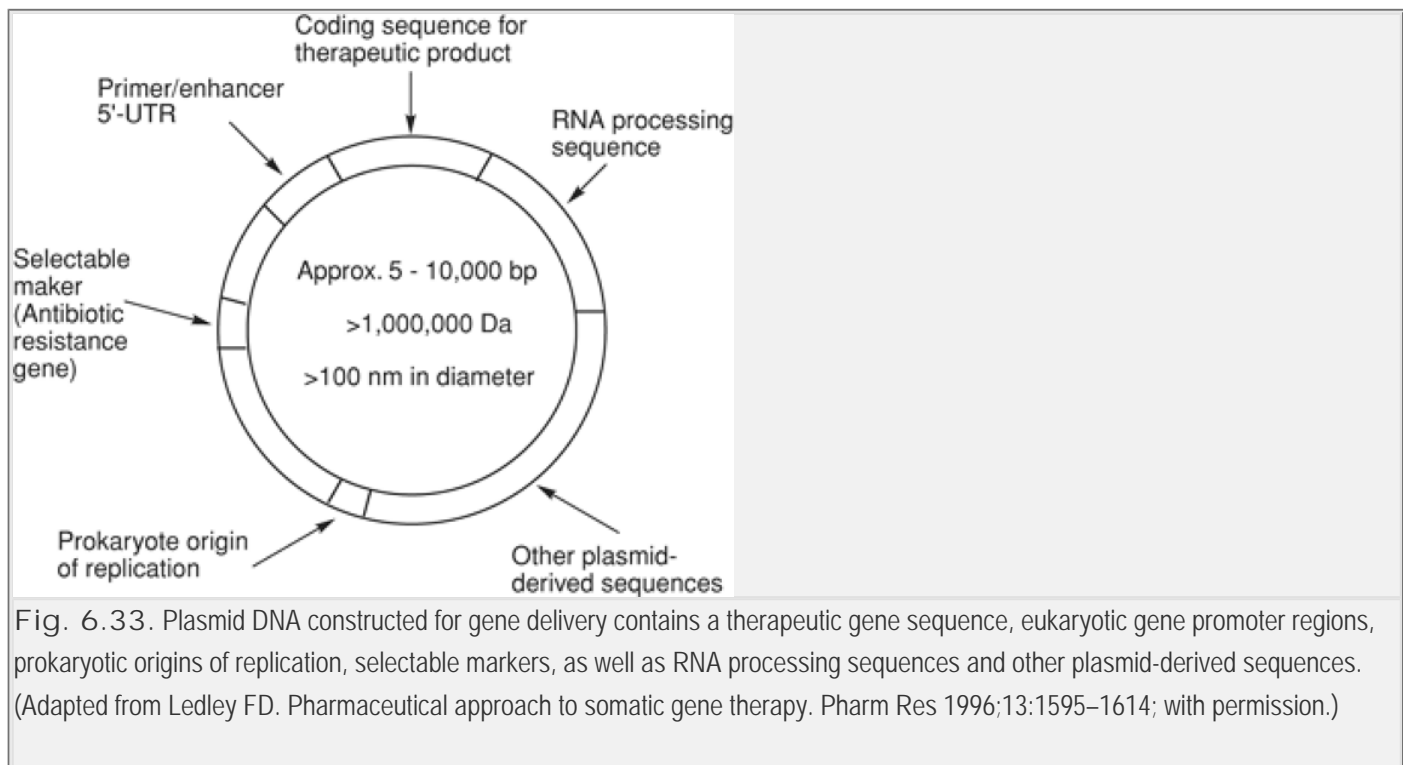 Coding sequence for
therapeutic product
Primer/enhancer
5'-UTR
RNA processing
sequence
Selectable
maker
(Antibiotic
resistance
gene)
Approx. 5 - 10,000 bp
>1,000,000 Da
>100 nm in diameter
Prokaryote origin
of replication
Other plasmid-
derived sequences
Fig. 6.33. Plasmid DNA constructed for gene delivery contains a therapeutic gene sequence, eukaryotic gene promoter regions,
prokaryotic origins of replication, selectable markers, as well as RNA processing sequences and other plasmid-derived sequences.
(Adapted from Ledley FD. Pharmaceutical approach to somatic gene therapy. Pharm Res 1996;13:1595–1614; with permission.)